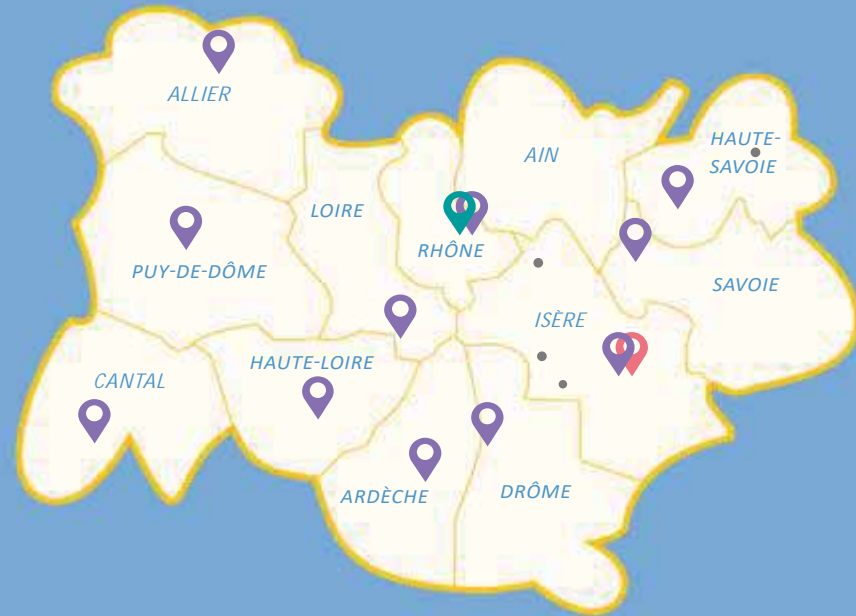 ALLIER
AIN
HAUTE-
SAVOIE
LOIRE
RHÔNE
PUY-DE-DÔME
SAVOIE
ISÈRE
HAUTE-LOIRE
CANTAL
ARDÈCHE
DRÔME